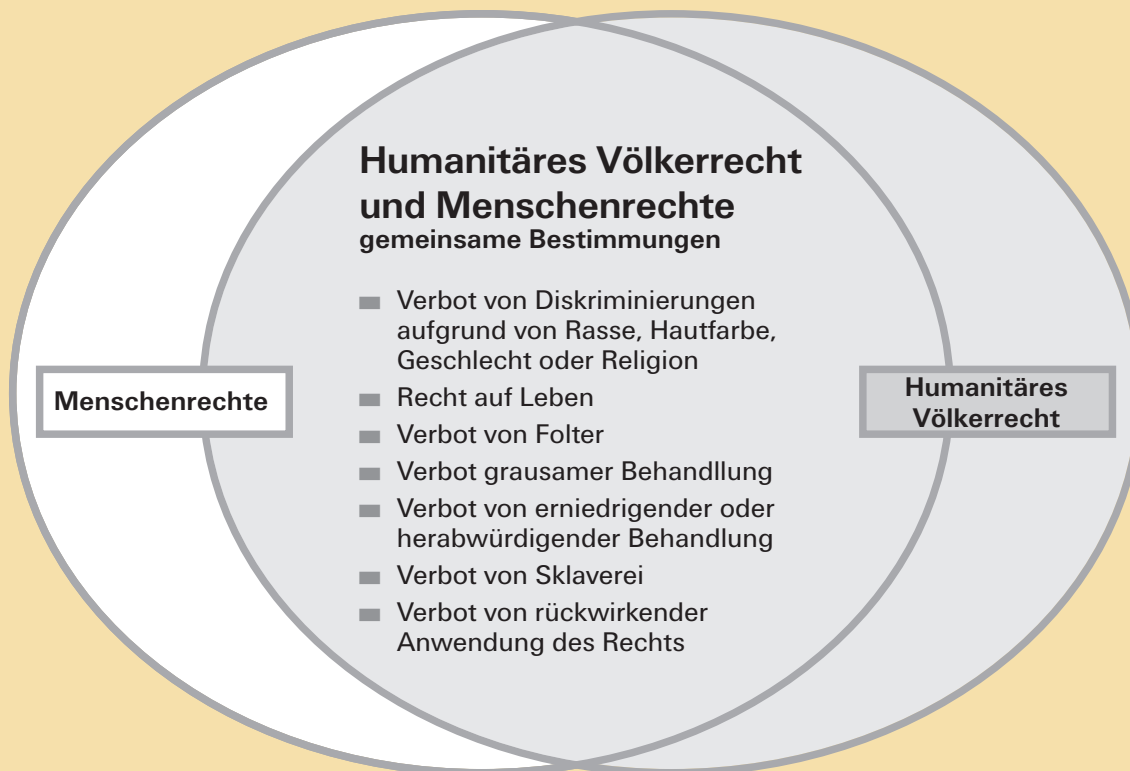 Humanitäres Völkerrecht
und Menschenrechte
gemeinsame Bestimmungen
Verbot von Diskriminierungen
aufgrund von Rasse, Hautfarbe,
Geschlecht oder Religion
Recht auf Leben
Verbot von Folter
Verbot grausamer Behandllung
Verbot von erniedrigender oder
herabwürdigender Behandlung
Verbot von Sklaverei
Verbot von rückwirkender
Anwendung des Rechts
Menschenrechte
Humanitäres
Völkerrecht